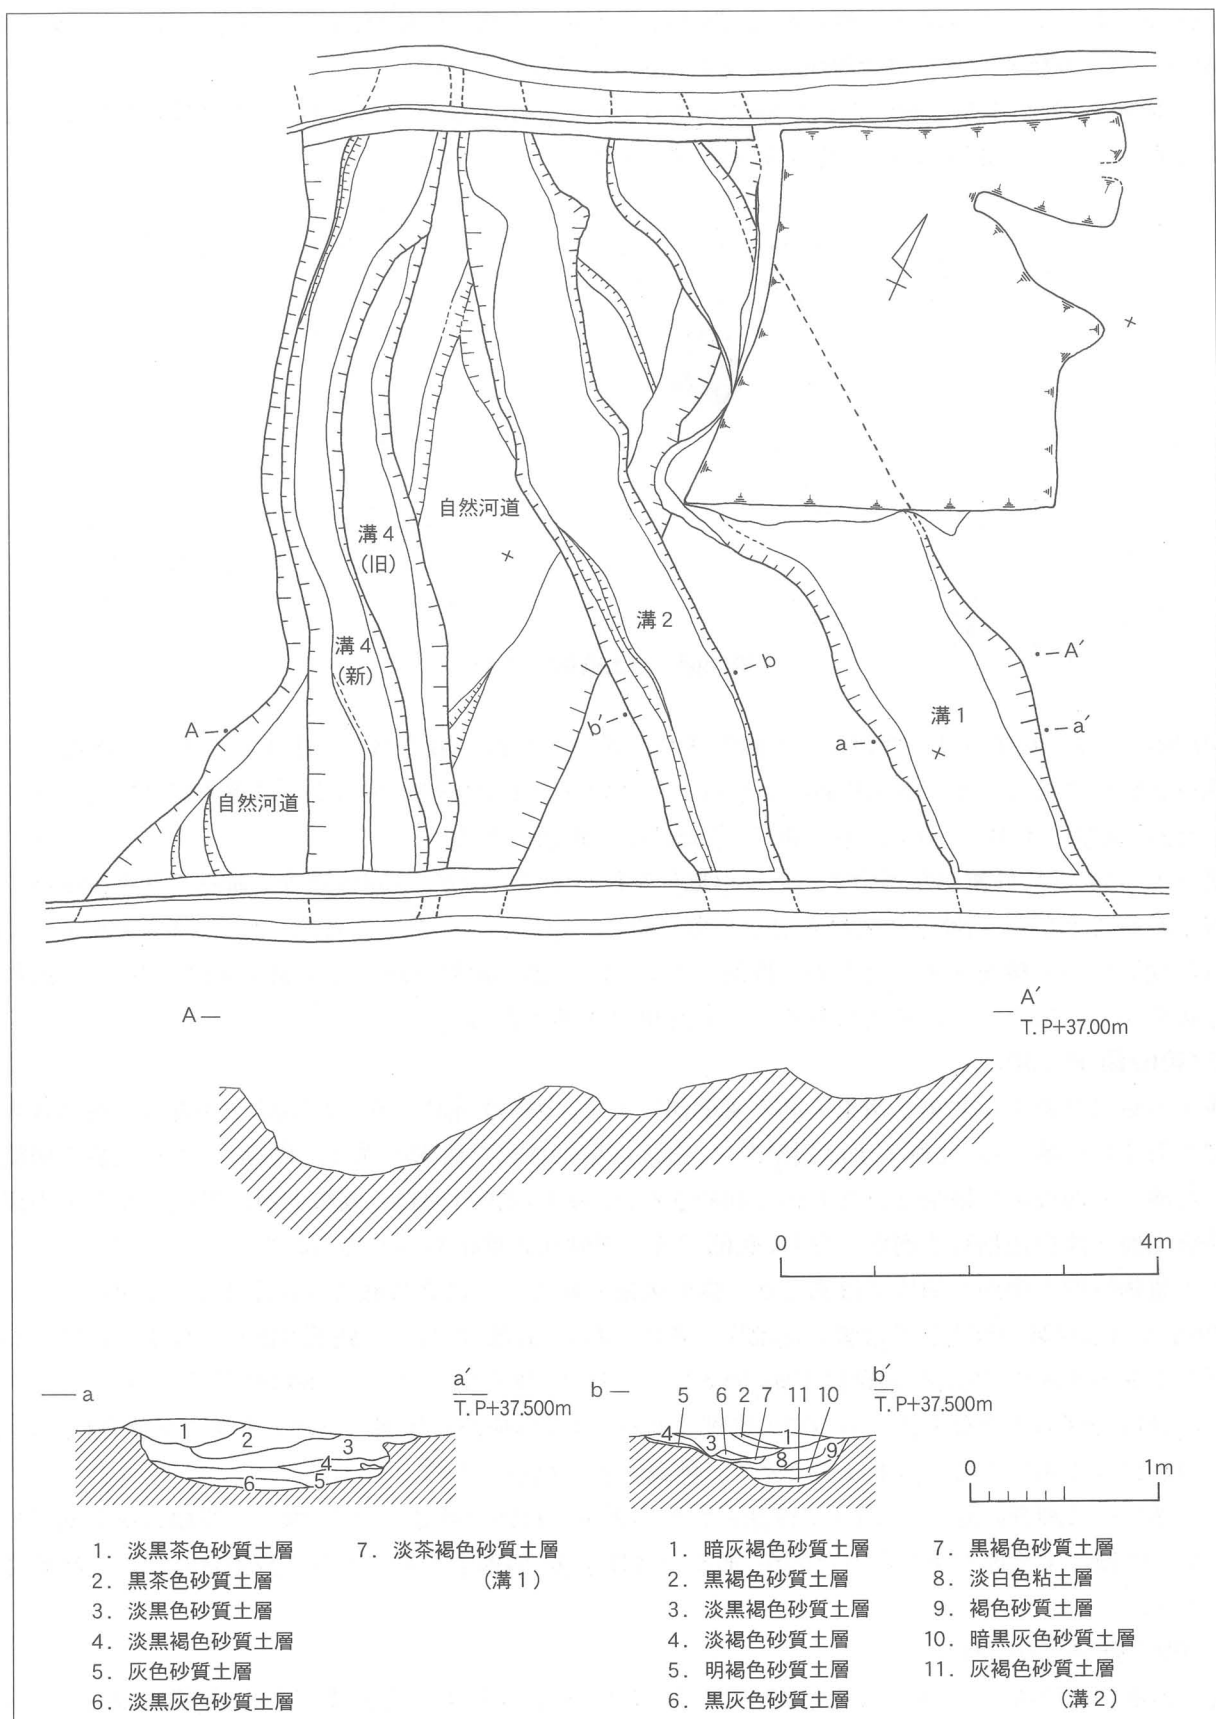 自然河道
溝4
(旧)
溝2
溝4
(新)
b
A′
b′
溝1
A
a
a′
自然河道
A
A′
T. P+37.00m
0
4m
a
a′
T. P+37.500m
1
2
3
4
5
6
b
b′
T. P+37.500m
5 6 2 7 11 10
4 3 1 9
8
0
1m
1. 淡黒茶色砂質土層
2. 黒茶色砂質土層
3. 淡黒色砂質土層
4. 淡黒褐色砂質土層
5. 灰色砂質土層
6. 淡黒灰色砂質土層
7. 淡茶褐色砂質土層
(溝1)
1. 暗灰褐色砂質土層
2. 黒褐色砂質土層
3. 淡黒褐色砂質土層
4. 淡褐色砂質土層
5. 明褐色砂質土層
6. 黒灰色砂質土層
7. 黒褐色砂質土層
8. 淡白色粘土層
9. 褐色砂質土層
10. 暗黒灰色砂質土層
11. 灰褐色砂質土層
(溝2)